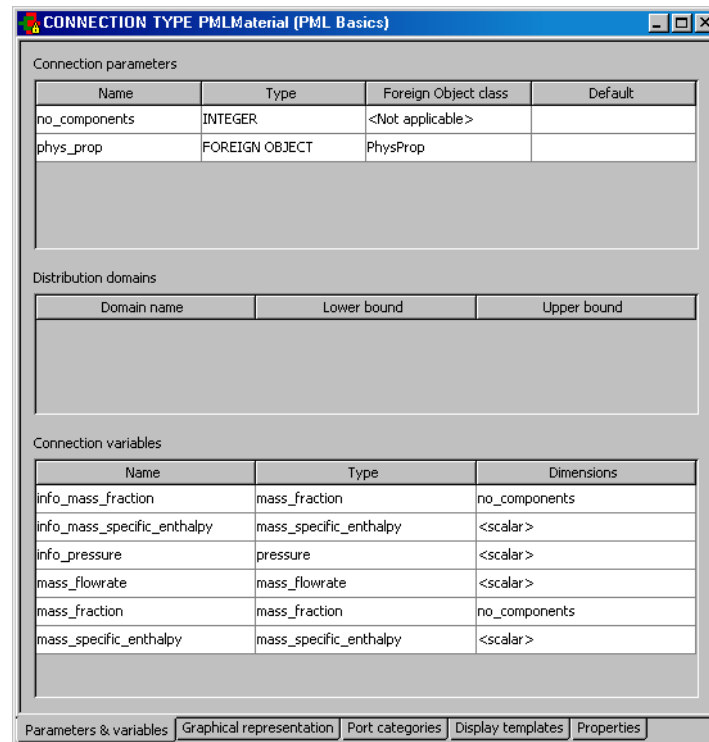 CONNECTION TYPE PMLMaterial (PML Basics)
Connection parameters
Name Type Foreign Object class Default
no_components INTEGER <Not applicable>
phys_prop FOREIGN OBJECT PhysProp
Distribution domains
Domain name Lower bound Upper bound
Connection variables
Name Type Dimensions
info_mass_fraction mass_fraction no_components
info_mass_specific_enthalpy mass_specific_enthalpy <scalar>
info_pressure pressure <scalar>
mass_flowrate mass_flowrate <scalar>
mass_fraction mass_fraction no_components
mass_specific_enthalpy mass_specific_enthalpy <scalar>
Parameters & variables Graphical representation Port categories Display templates Properties